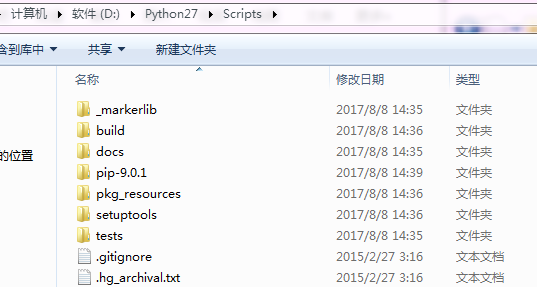 计算机 软件 (D:) Python27 Scripts
含到库中 共享 新建文件夹
名称 修改日期 类型
_markerlib 2017/8/8 14:35 文件夹
build 2017/8/8 14:36 文件夹
docs 2017/8/8 14:35 文件夹
的位置
pip-9.0.1 2017/8/8 14:39 文件夹
pkg_resources 2017/8/8 14:36 文件夹
setuptools 2017/8/8 14:36 文件夹
tests 2017/8/8 14:35 文件夹
.gitignore 2015/2/27 3:16 文本文档
.hg_archival.txt 2015/2/27 3:16 文本文档